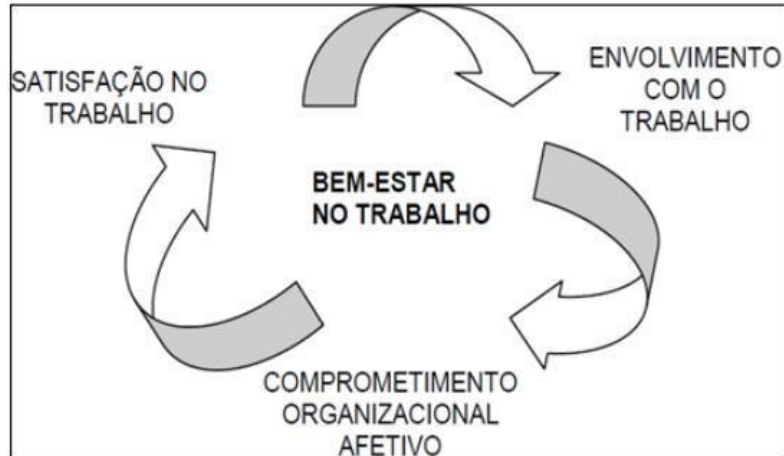 SATISFAÇÃO NO
TRABALHO
ENVOLVIMENTO
COM O
TRABALHO
BEM-ESTAR
NO TRABALHO
COMPROMETIMENTO
ORGANIZACIONAL
AFETIVO